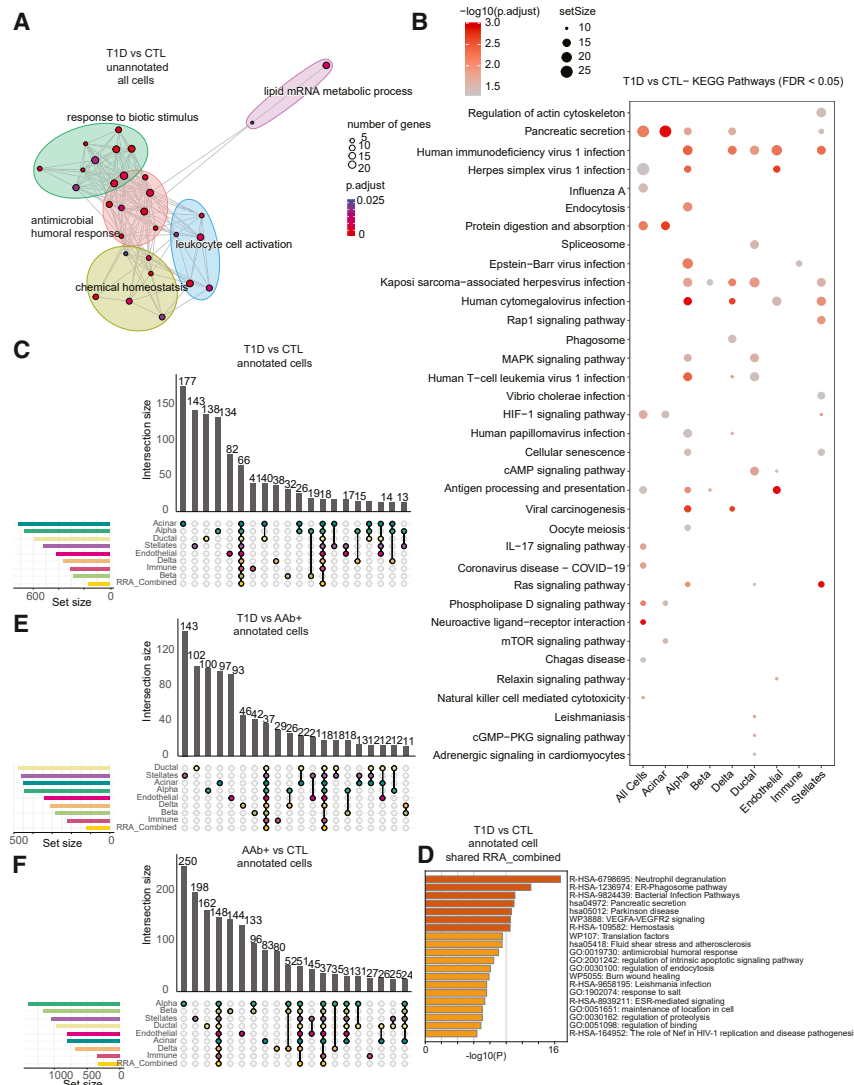 A
T1D vs CTL
unannotated
all cells
lipid mRNA metabolic process
response to biotic stimulus
antimicrobial
humoral response
leukocyte cell activation
chemical homeostatsis
number of genes
5
10
15
20
p.adjust
0.025
0
B
−log10(p.adjust)
3.0
2.5
2.0
1.5
setSize
10
15
20
25
T1D vs CTL− KEGG Pathways (FDR < 0.05)
Regulation of actin cytoskeleton
Pancreatic secretion
Human immunodeficiency virus 1 infection
Herpes simplex virus 1 infection
Influenza A
Endocytosis
Protein digestion and absorption
Spliceosome
Epstein−Barr virus infection
Kaposi sarcoma−associated herpesvirus infection
Human cytomegalovirus infection
Rap1 signaling pathway
Phagosome
MAPK signaling pathway
Human T−cell leukemia virus 1 infection
Vibrio cholerae infection
HIF−1 signaling pathway
Human papillomavirus infection
Cellular senescence
cAMP signaling pathway
Antigen processing and presentation
Viral carcinogenesis
Oocyte meiosis
IL−17 signaling pathway
Coronavirus disease − COVID−19
Ras signaling pathway
Phospholipase D signaling pathway
Neuroactive ligand−receptor interaction
mTOR signaling pathway
Chagas disease
Relaxin signaling pathway
Natural killer cell mediated cytotoxicity
Leishmaniasis
cGMP−PKG signaling pathway
Adrenergic signaling in cardiomyocytes
All Cells
Acinar
Alpha
Beta
Delta
Ductal
Endothelial
Immune
Stellates
C
T1D vs CTL
annotated cells
Intersection size
150
100
50
0
177
143
138
134
82
66
41
40
38
32
26
19
18
17
15
14
13
Acinar
Alpha
Ductal
Stellates
Endothelial
Delta
Immune
Beta
RRA_Combined
600
0
Set size
E
T1D vs AAb+
annotated cells
Intersection size
120
80
40
0
143
102
100
97
93
46
42
37
29
26
22
21
18
18
18
13
12
12
12
11
Ductal
Stellates
Acinar
Alpha
Endothelial
Delta
Beta
Immune
RRA_Combined
500
0
Set size
F
AAb+ vs CTL
annotated cells
Intersection size
200
100
0
250
198
162
148
144
133
96
83
80
52
51
45
37
35
31
31
27
26
25
24
Alpha
Beta
Stellates
Ductal
Endothelial
Acinar
Delta
Immune
RRA_Combined
1000
500
0
Set size
D
T1D vs CTL
annotated cell
shared RRA_combined
R-HSA-6798695: Neutrophil degranulation
R-HSA-1236974: ER-Phagosome pathway
R-HSA-9824439: Bacterial Infection Pathways
hsa04972: Pancreatic secretion
hsa05012: Parkinson disease
WP3888: VEGFA-VEGFR2 signaling
R-HSA-109582: Hemostasis
WP107: Translation factors
hsa05418: Fluid shear stress and atherosclerosis
GO:0019730: antimicrobial humoral response
GO:2001242: regulation of intrinsic apoptotic signaling pathway
GO:0030100: regulation of endocytosis
WP5055: Burn wound healing
R-HSA-9658195: Leishmania infection
GO:1902074: response to salt
R-HSA-8939211: ESR-mediated signaling
GO:0051651: maintenance of location in cell
GO:0030162: regulation of proteolysis
GO:0051098: regulation of binding
R-HSA-164952: The role of Nef in HIV-1 replication and disease pathogenesi
0
2
16
-log10(P)